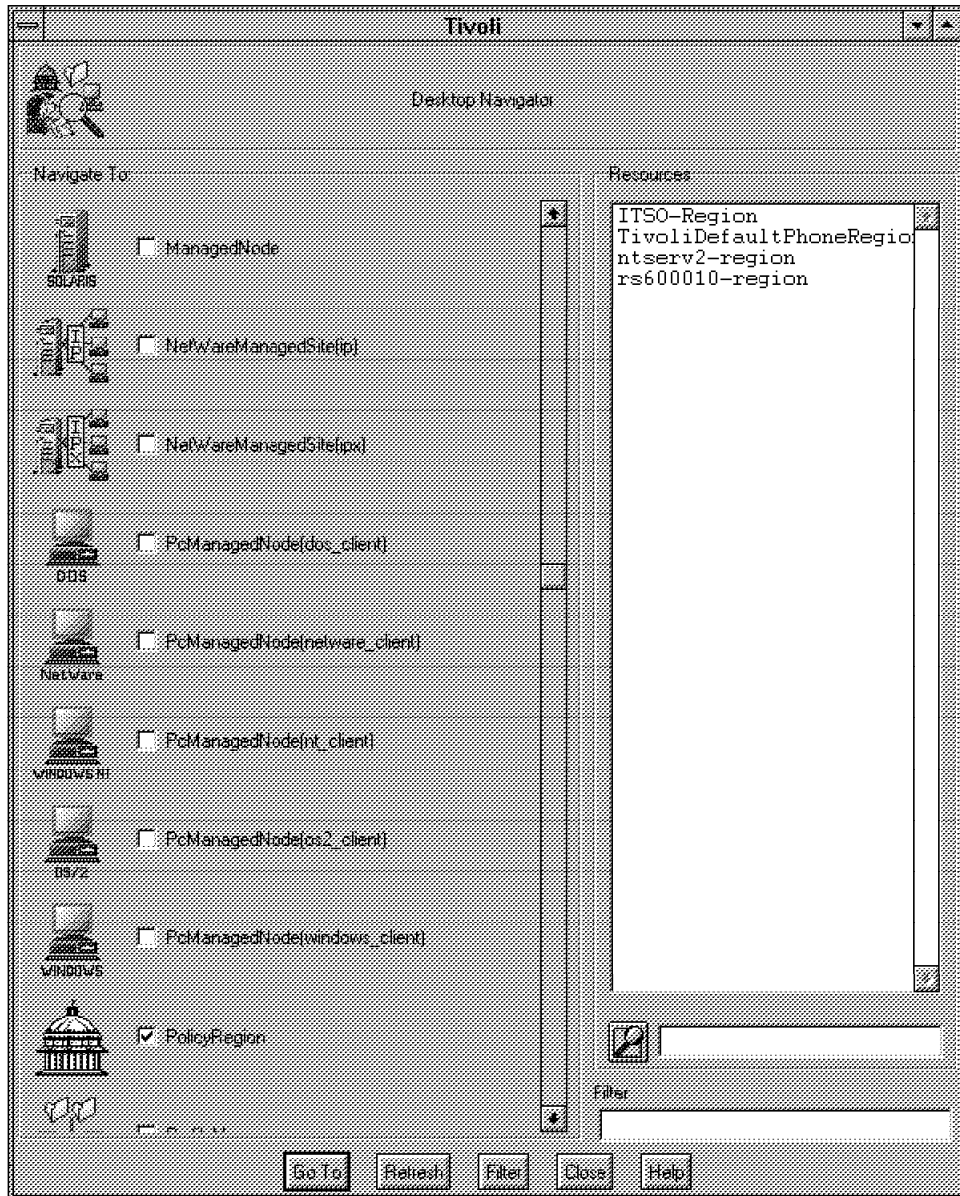 Tivoli
Desktop Navigator
Navigate To:
SOLARIS
ManagedNode
I
P
NetWareManagedSite(ip)
I
P
X
NetWareManagedSite(ipx)
DOS
PcManagedNode(dos_client)
NetWare
PcManagedNode(netware_client)
WINDOWS NT
PcManagedNode(nt_client)
OS/2
PcManagedNode(os2_client)
WINDOWS
PcManagedNode(windows_client)
PolicyRegion
Resources
ITSO-Region
TivoliDefaultPhoneRegio
ntserv2-region
rs600010-region
Filter
Go To
Refresh
Filter
Close
Help